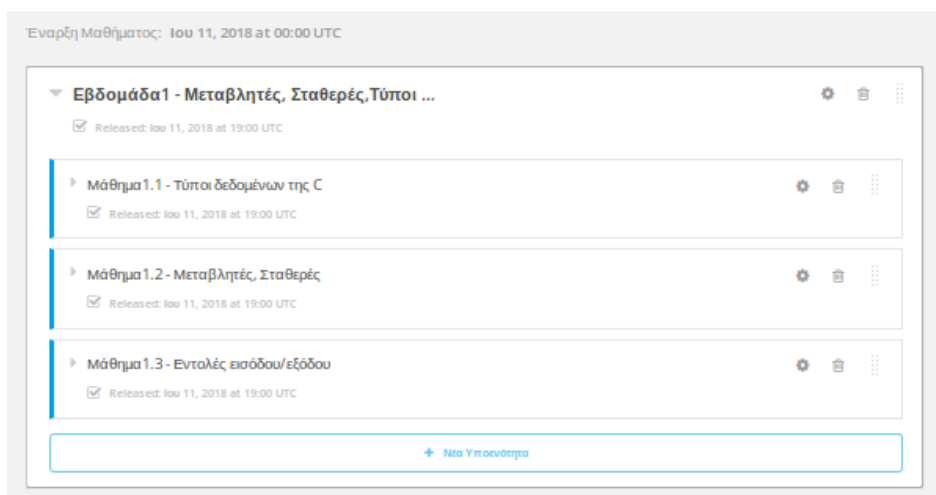 Έναρξη Μαθήματος: Ιου 11, 2018 at 00:00 UTC
Εβδομάδα1 - Μεταβλητές, Σταθερές,Τύποι ...
Released: Ιου 11, 2018 at 19:00 UTC
Μάθημα1.1 - Τύποι δεδομένων της C
Released: Ιου 11, 2018 at 19:00 UTC
Μάθημα1.2 - Μεταβλητές, Σταθερές
Released: Ιου 11, 2018 at 19:00 UTC
Μάθημα1.3 - Εντολές εισόδου/εξόδου
Released: Ιου 11, 2018 at 19:00 UTC
+ Νέα Υποενότητα